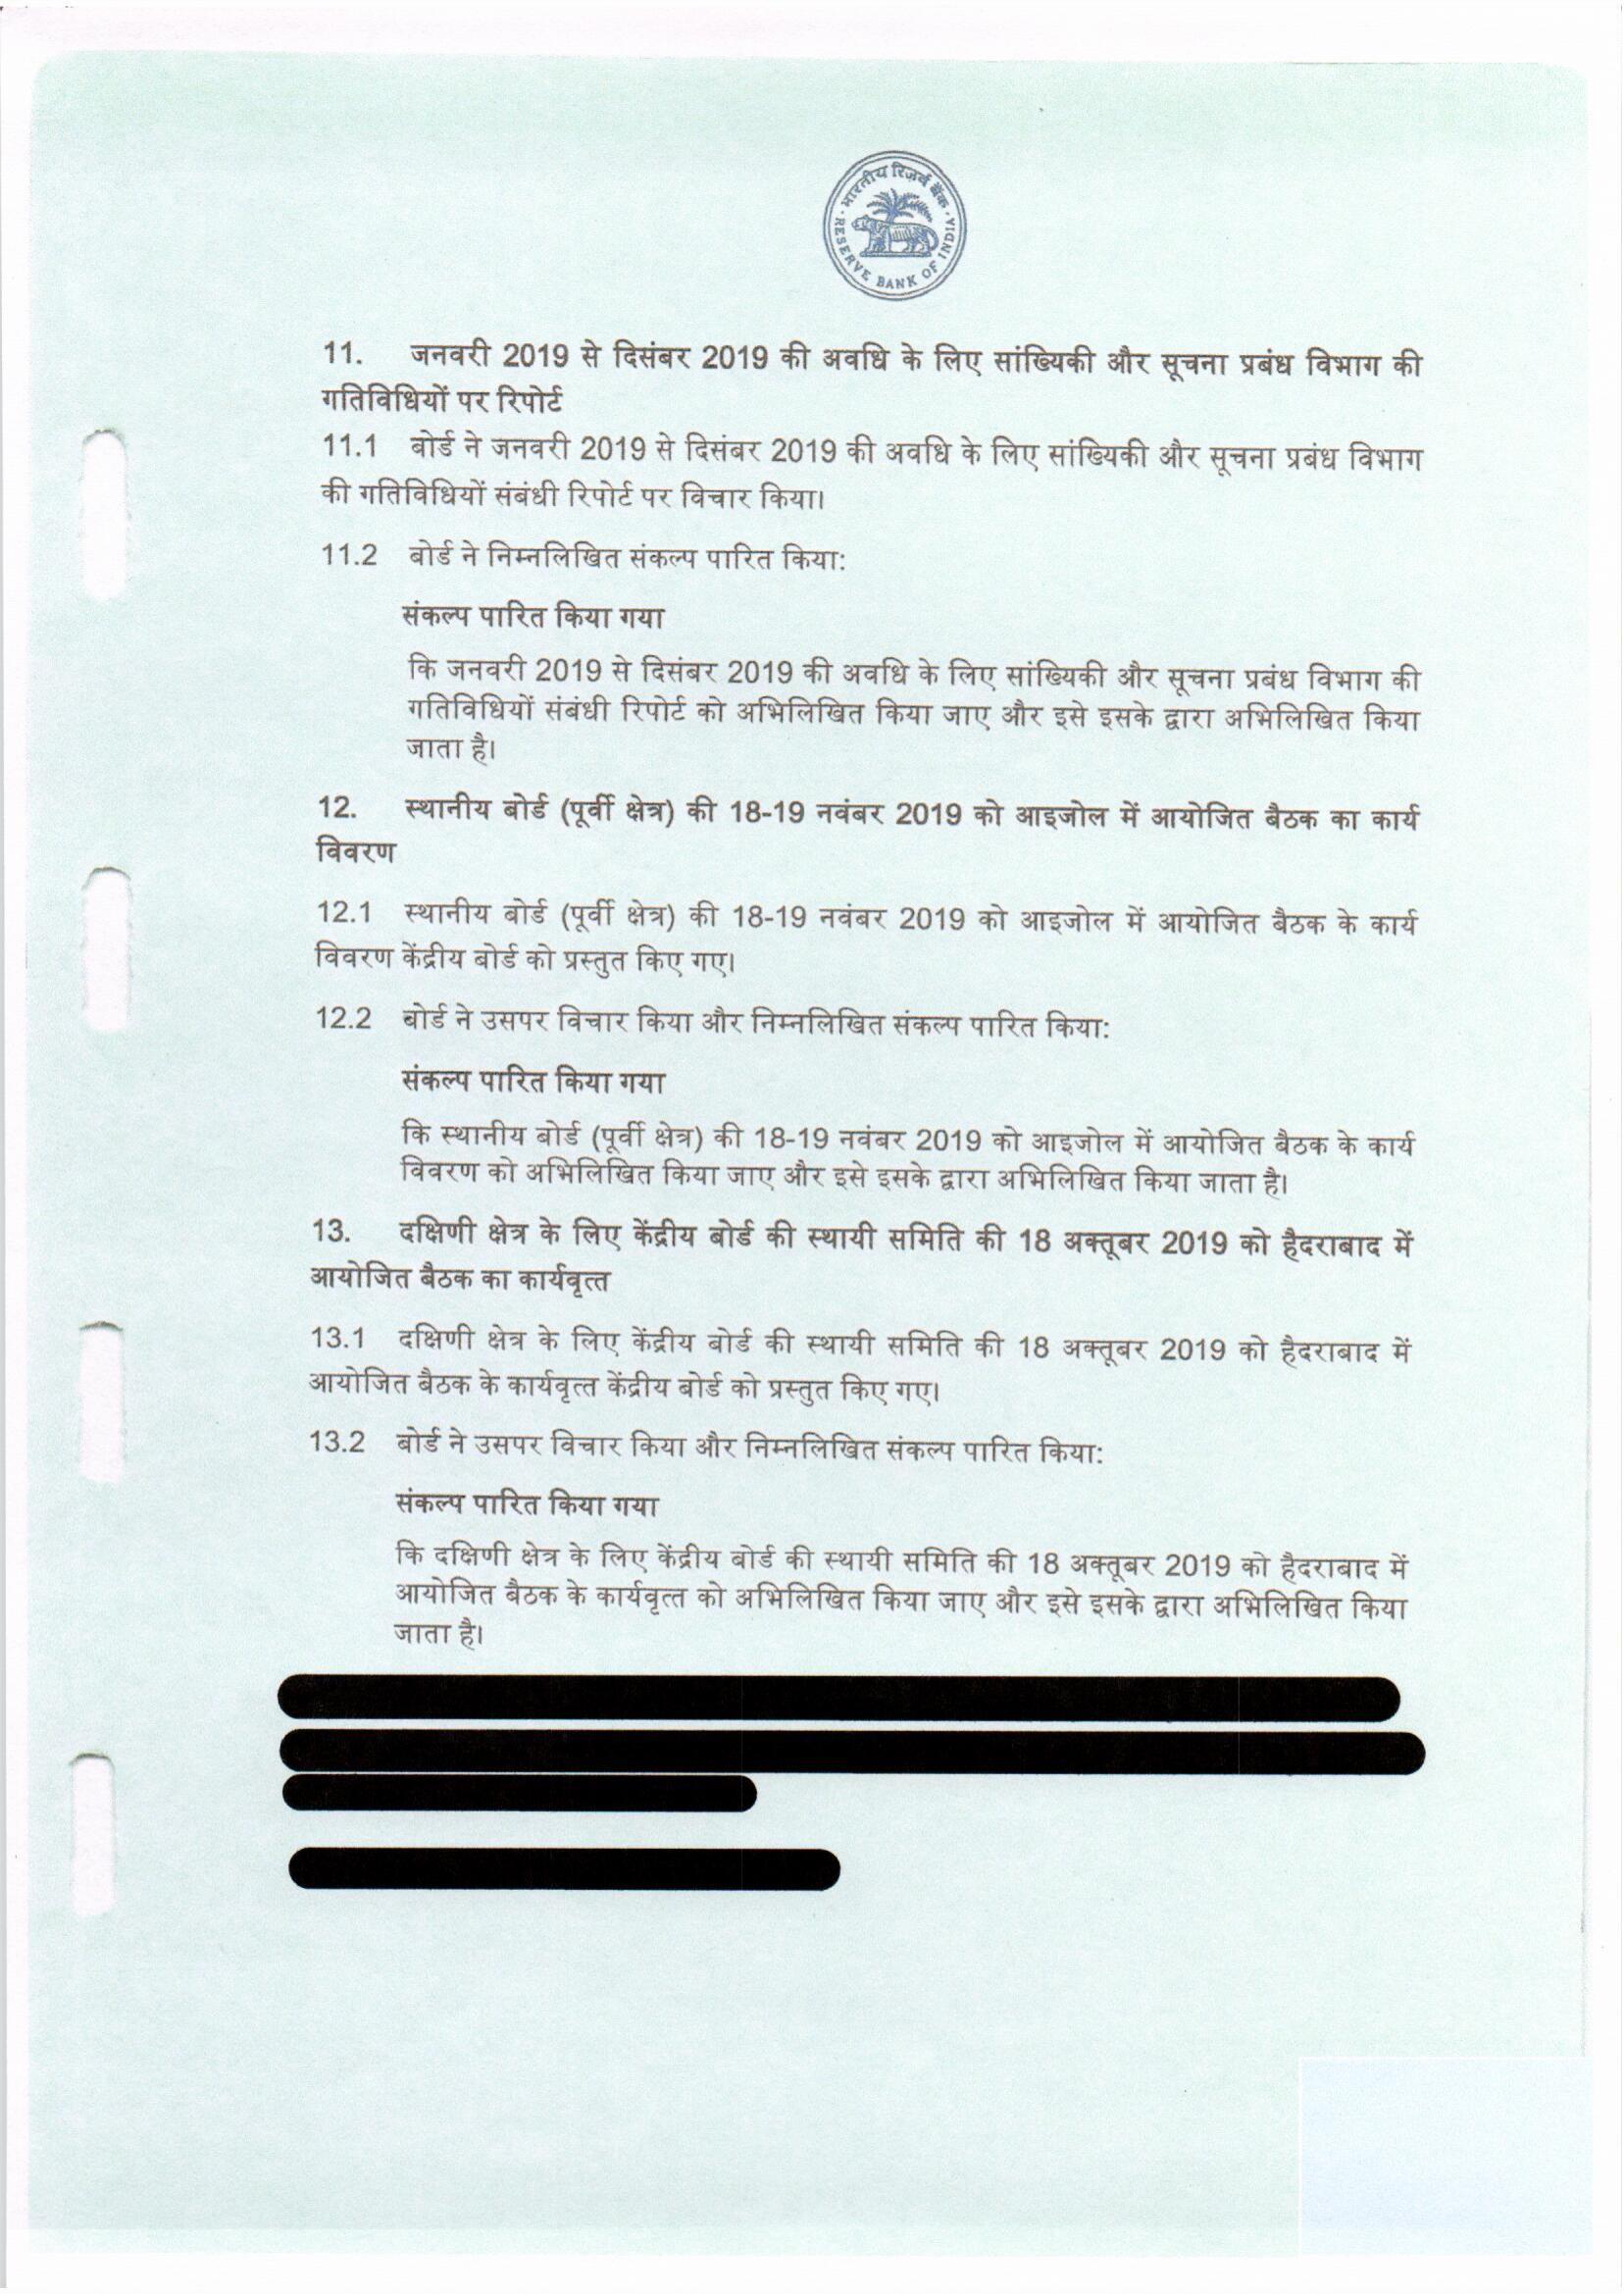 भारतीय रिज़र्व बैंक
RESERVE BANK OF INDIA
11. जनवरी 2019 से दिसंबर 2019 की अवधि के लिए सांख्यिकी और सूचना प्रबंध विभाग की
गतिविधियों पर रिपोर्ट
11.1 बोर्ड ने जनवरी 2019 से दिसंबर 2019 की अवधि के लिए सांख्यिकी और सूचना प्रबंध विभाग
की गतिविधियों संबंधी रिपोर्ट पर विचार किया।
11.2 बोर्ड ने निम्नलिखित संकल्प पारित किया:
संकल्प पारित किया गया
कि जनवरी 2019 से दिसंबर 2019 की अवधि के लिए सांख्यिकी और सूचना प्रबंध विभाग की
गतिविधियों संबंधी रिपोर्ट को अभिलिखित किया जाए और इसे इसके द्वारा अभिलिखित किया
जाता है।
12. स्थानीय बोर्ड (पूर्वी क्षेत्र) की 18-19 नवंबर 2019 को आइजोल में आयोजित बैठक का कार्य
विवरण
12.1 स्थानीय बोर्ड (पूर्वी क्षेत्र) की 18-19 नवंबर 2019 को आइजोल में आयोजित बैठक के कार्य
विवरण केंद्रीय बोर्ड को प्रस्तुत किए गए।
12.2 बोर्ड ने उसपर विचार किया और निम्नलिखित संकल्प पारित किया:
संकल्प पारित किया गया
कि स्थानीय बोर्ड (पूर्वी क्षेत्र) की 18-19 नवंबर 2019 को आइजोल में आयोजित बैठक के कार्य
विवरण को अभिलिखित किया जाए और इसे इसके द्वारा अभिलिखित किया जाता है।
13. दक्षिणी क्षेत्र के लिए केंद्रीय बोर्ड की स्थायी समिति की 18 अक्तूबर 2019 को हैदराबाद में
आयोजित बैठक का कार्यवृत्त
13.1 दक्षिणी क्षेत्र के लिए केंद्रीय बोर्ड की स्थायी समिति की 18 अक्तूबर 2019 को हैदराबाद में
आयोजित बैठक के कार्यवृत्त केंद्रीय बोर्ड को प्रस्तुत किए गए।
13.2 बोर्ड ने उसपर विचार किया और निम्नलिखित संकल्प पारित किया:
संकल्प पारित किया गया
कि दक्षिणी क्षेत्र के लिए केंद्रीय बोर्ड की स्थायी समिति की 18 अक्तूबर 2019 को हैदराबाद में
आयोजित बैठक के कार्यवृत्त को अभिलिखित किया जाए और इसे इसके द्वारा अभिलिखित किया
जाता है।